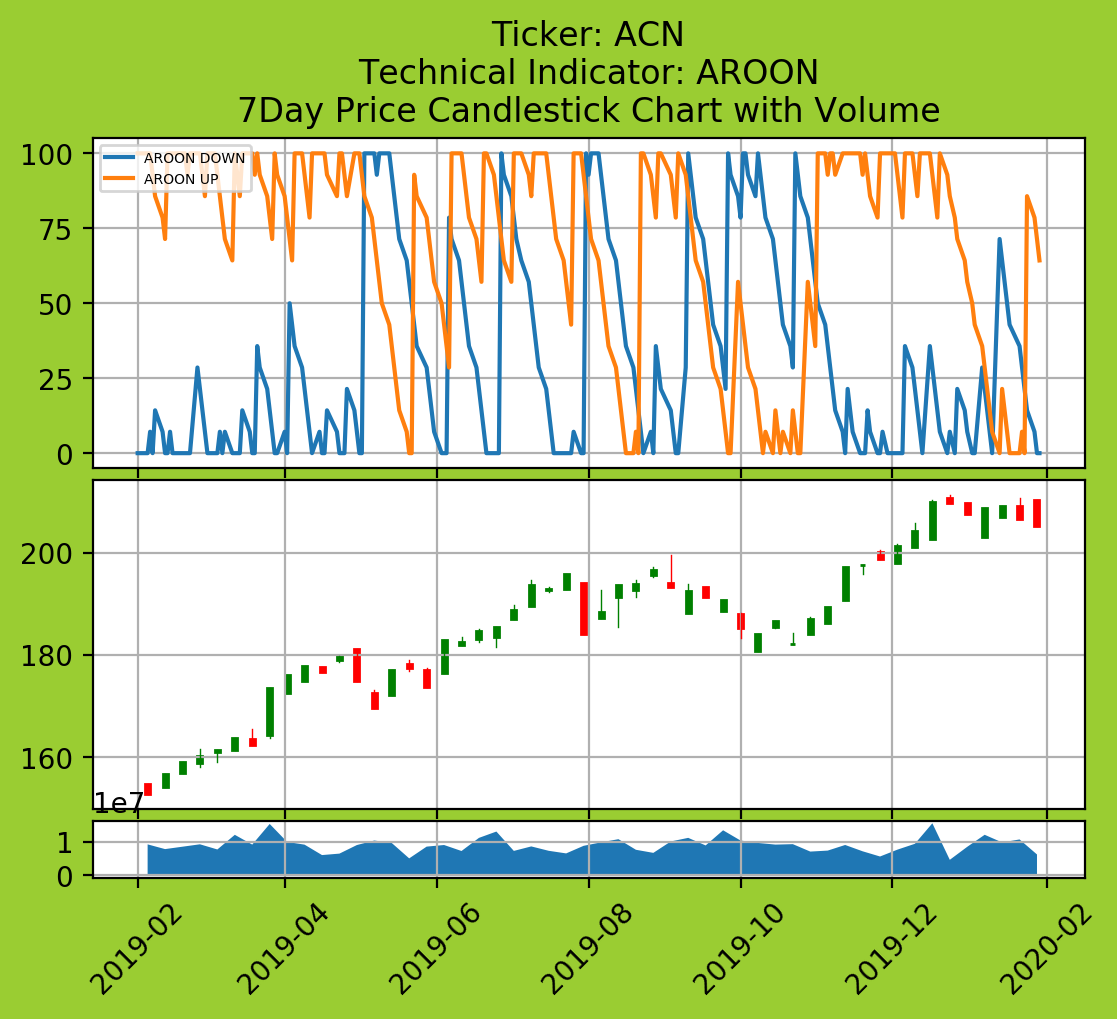 Ticker: ACN
Technical Indicator: AROON
7Day Price Candlestick Chart with Volume
AROON DOWN
AROON UP
100
75
50
25
0
200
180
160
1e7
1
0
2019-02
2019-04
2019-06
2019-08
2019-10
2019-12
2020-02